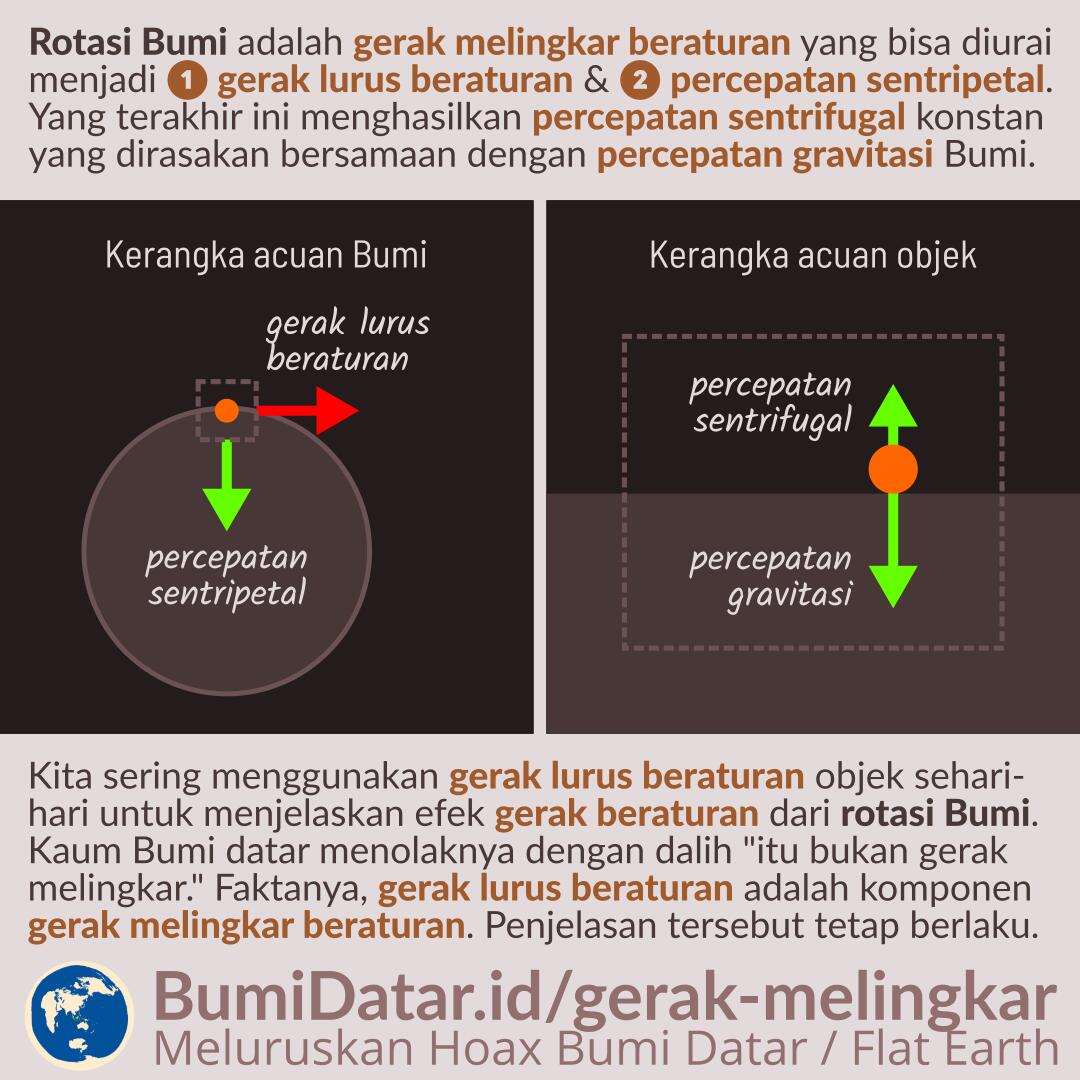 Rotasi Bumi adalah gerak melingkar beraturan yang bisa diurai
menjadi 1 gerak lurus beraturan & 2 percepatan sentripetal.
Yang terakhir ini menghasilkan percepatan sentrifugal konstan
yang dirasakan bersamaan dengan percepatan gravitasi Bumi.
Kerangka acuan Bumi
gerak lurus
beraturan
percepatan
sentripetal
Kerangka acuan objek
percepatan
sentrifugal
percepatan
gravitasi
Kita sering menggunakan gerak lurus beraturan objek sehari-
hari untuk menjelaskan efek gerak beraturan dari rotasi Bumi.
Kaum Bumi datar menolaknya dengan dalih "itu bukan gerak
melingkar." Faktanya, gerak lurus beraturan adalah komponen
gerak melingkar beraturan. Penjelasan tersebut tetap berlaku.
BumiDatar.id/gerak-melingkar
Meluruskan Hoax Bumi Datar / Flat Earth